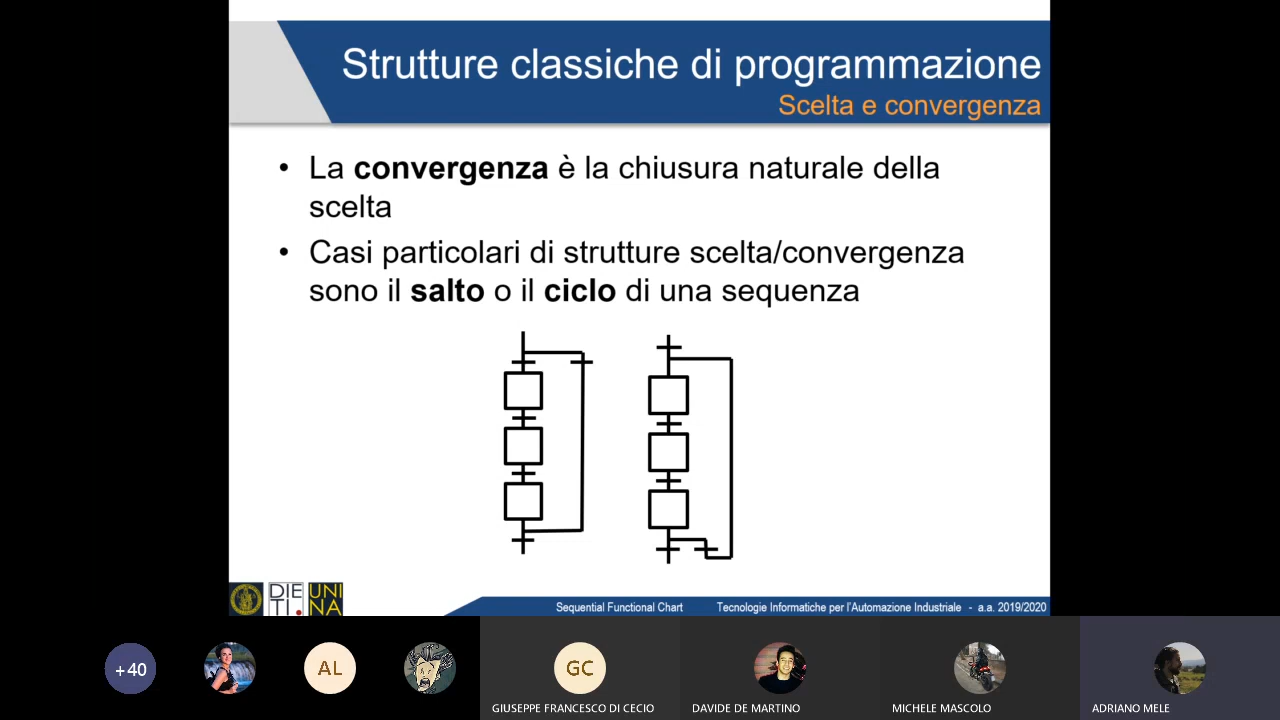 Strutture classiche di programmazione
Scelta e convergenza
• La convergenza è la chiusura naturale della
scelta
• Casi particolari di strutture scelta/convergenza
sono il salto o il ciclo di una sequenza
DIE
TI.
UNI
NA
Sequential Functional Chart
Tecnologie Informatiche per l'Automazione Industriale - a.a. 2019/2020
+40
AL
GC
GIUSEPPE FRANCESCO DI CECIO
DAVIDE DE MARTINO
MICHELE MASCOLO
ADRIANO MELE